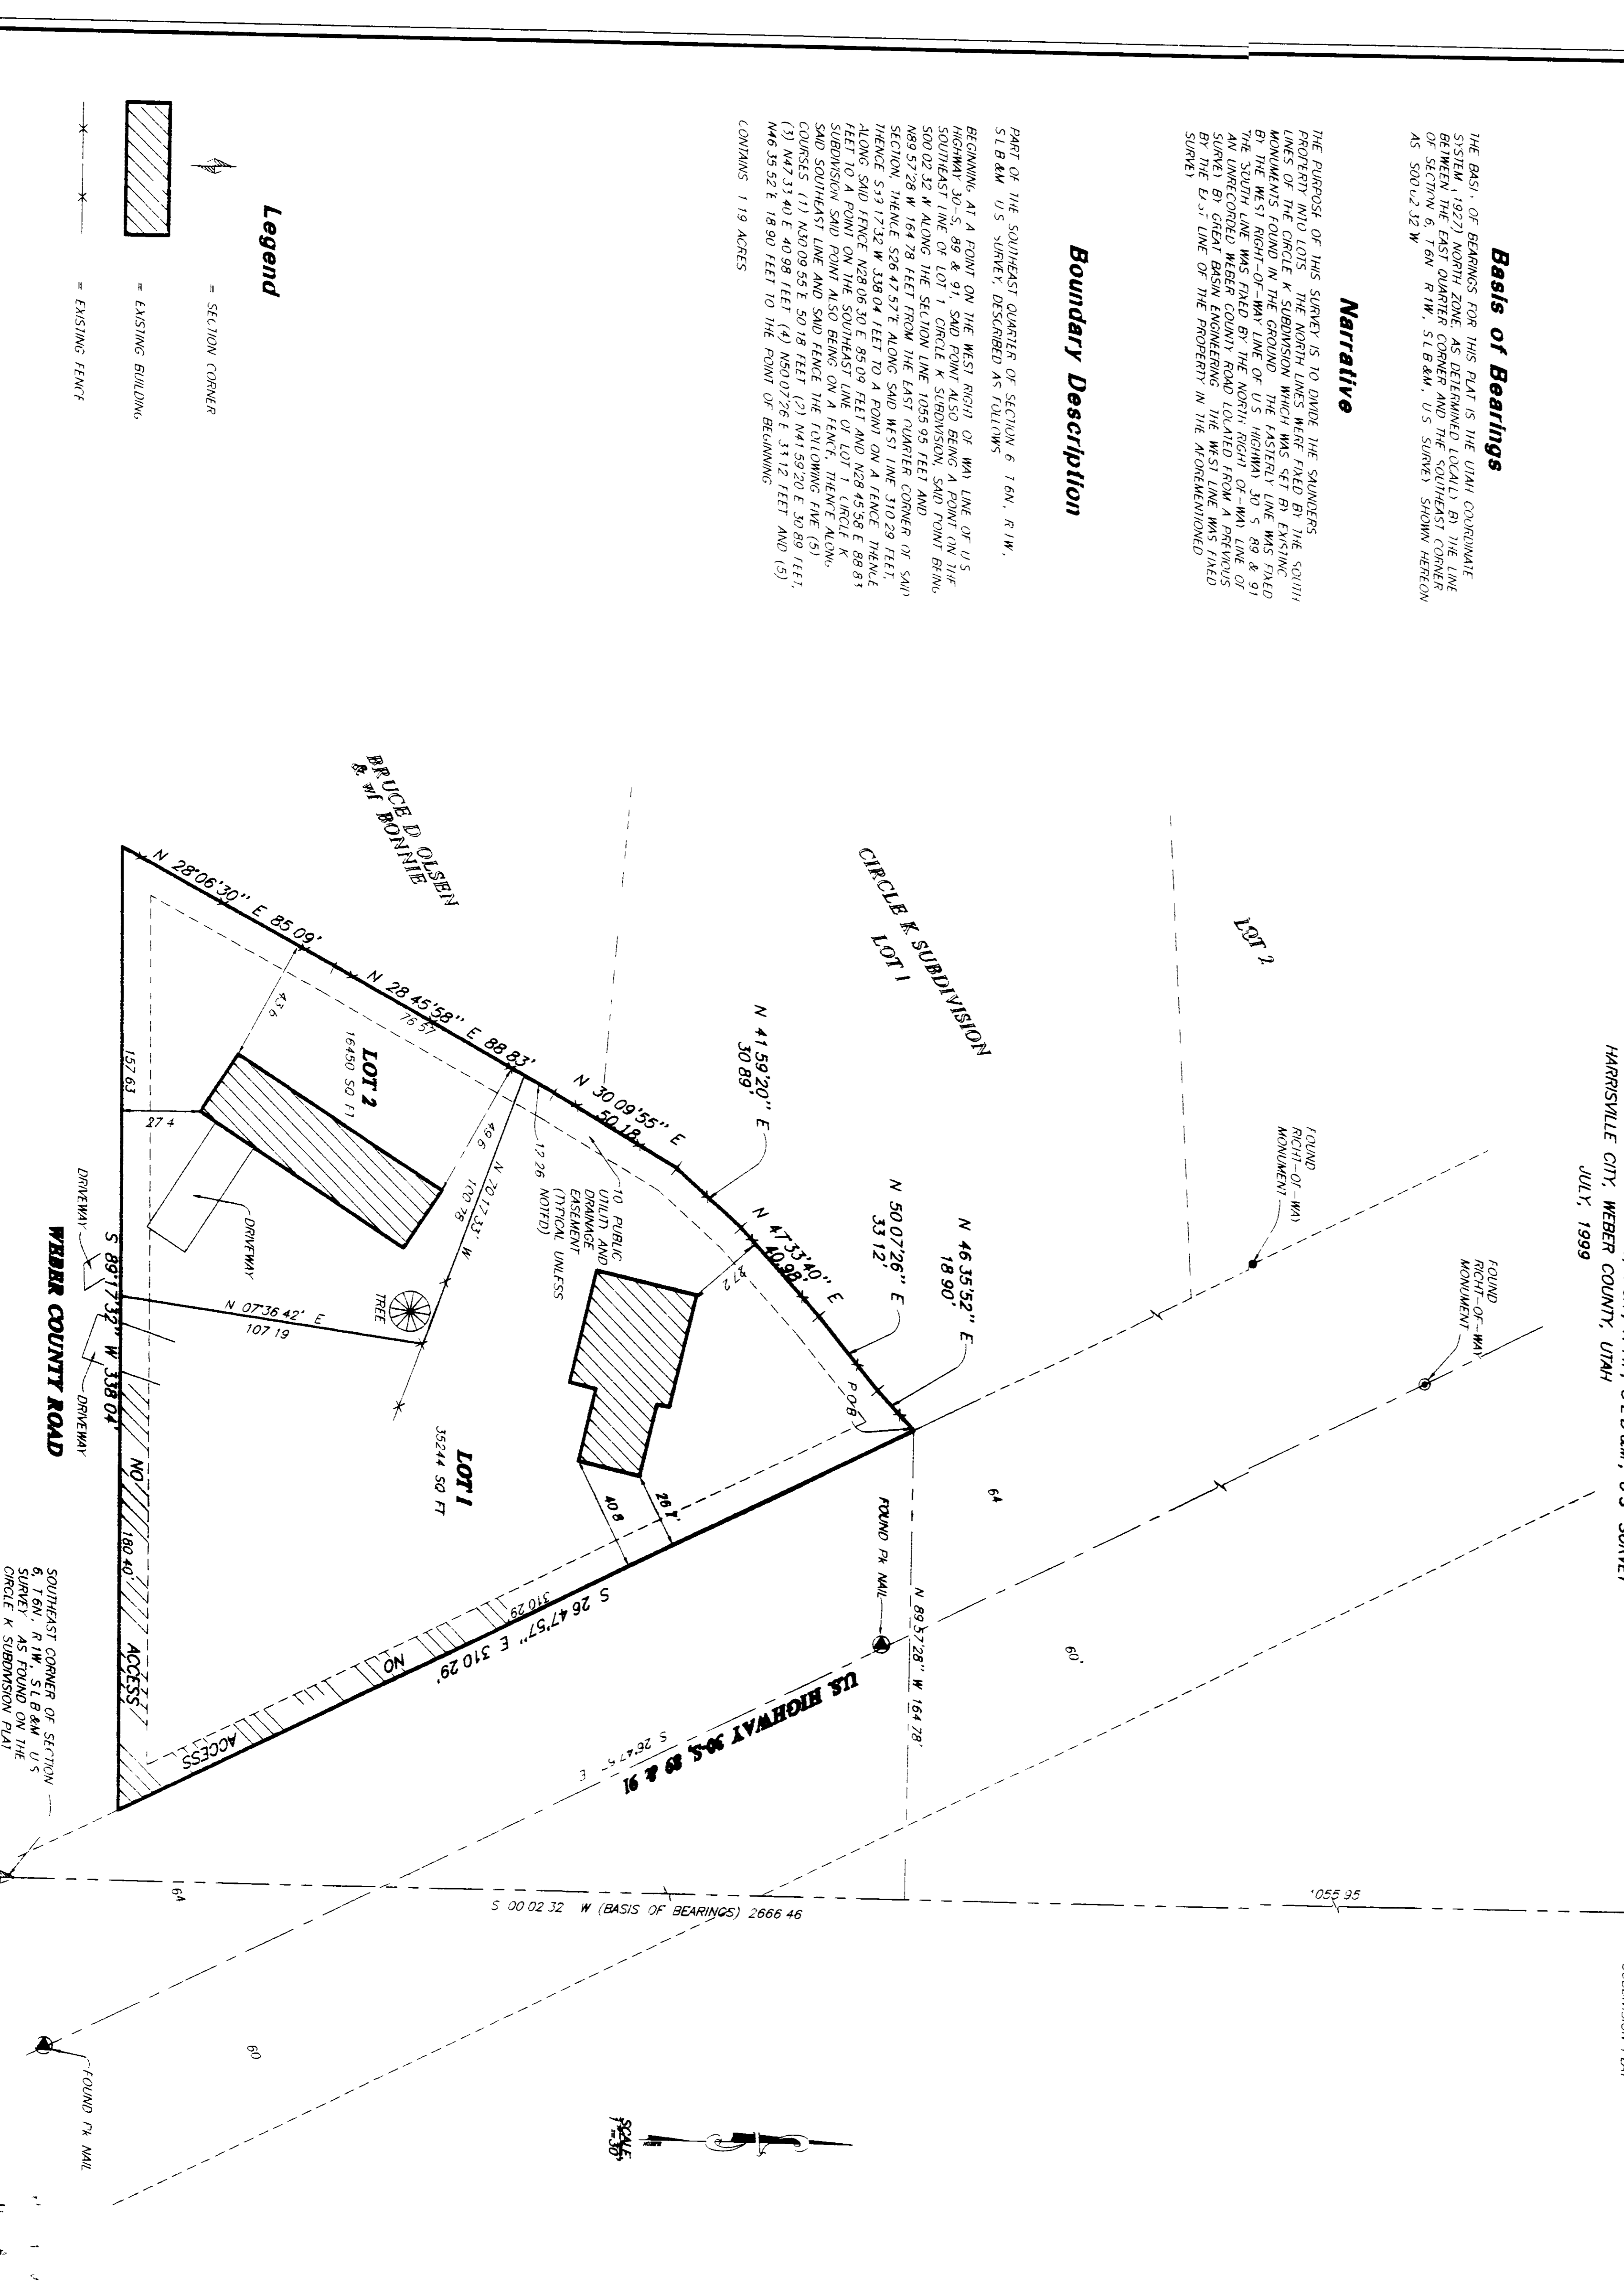 HARRISVILLE CITY, WEBER COUNTY, UTAH
JULY, 1999
Basis of Bearings
THE BASIS OF BEARINGS FOR THIS PLAT IS THE UTAH COORDINATE
SYSTEM (1927) NORTH ZONE, AS DETERMINED LOCALLY BY THE LINE
BETWEEN THE EAST QUARTER CORNER AND THE SOUTHEAST CORNER
OF SECTION 6, T6N R1W, S L B &M, U S SURVEY SHOWN HEREON
AS S00 02 32 W
Narrative
THE PURPOSE OF THIS SURVEY IS TO DIVIDE THE SAUNDERS
PROPERTY INTO LOTS THE NORTH LINES WERE FIXED BY THE SOUTH
LINES OF THE CIRCLE K SUBDIVISION WHICH WAS SET BY EXISTING
MONUMENTS FOUND IN THE GROUND THE EASTERLY LINE WAS FIXED
BY THE WEST RIGHT-OF-WAY LINE OF U S HIGHWAY 30 S 89 & 91
THE SOUTH LINE WAS FIXED BY THE NORTH RIGHT OF-WAY LINE OF
AN UNRECORDED WEBER COUNTY ROAD LOCATED FROM A PREVIOUS
SURVEY BY GREAT BASIN ENGINEERING THE WEST LINE WAS FIXED
BY THE EAST LINE OF THE PROPERTY IN THE AFOREMENTIONED
SURVEY
Boundary Description
PART OF THE SOUTHEAST QUARTER OF SECTION 6 T6N, R1W,
S L B &M U S SURVEY, DESCRIBED AS FOLLOWS
BEGINNING AT A POINT ON THE WEST RIGHT OF WAY LINE OF U S
HIGHWAY 30-S, 89 & 91, SAID POINT ALSO BEING A POINT ON THE
SOUTHEAST LINE OF LOT 1 CIRCLE K SUBDIVISION, SAID POINT BEING
S00 02 32 W ALONG THE SECTION LINE 1055 95 FEET AND
N89 57'28 W 164 78 FEET FROM THE EAST QUARTER CORNER OF SAID
SECTION, THENCE S26 47 57"E ALONG SAID WEST LINE 310 29 FEET,
THENCE S89 17'32 W 338 04 FEET TO A POINT ON A FENCE THENCE
ALONG SAID FENCE N28 06 30 E 85 09 FEET AND N28 45'58 E 88 83
FEET TO A POINT ON THE SOUTHEAST LINE OF LOT 1 CIRCLE K
SUBDIVISION SAID POINT ALSO BEING ON A FENCE, THENCE ALONG
SAID SOUTHEAST LINE AND SAID FENCE THE FOLLOWING FIVE (5)
COURSES (1) N30 09 55 E 50 18 FEET (2) N41 59'20 E 30 89 FEET,
(3) N47 33 40 E 40 98 FEET (4) N50 07'26 E 33 12 FEET AND (5)
N46 35 52 E 18 90 FEET TO THE POINT OF BEGINNING
CONTAINS 1 19 ACRES
Legend
= SECTION CORNER
= EXISTING BUILDING
= EXISTING FENCE
LOT 2
CIRCLE K SUBDIVISION
LOT 1
BRUCE D OLSEN
& wf BONNIE
FOUND
RIGHT-OF-WAY
MONUMENT
FOUND
RIGHT-OF-WAY
MONUMENT
N 46 35'52" E
18 90'
N 50 07'26" E
33 12'
N 47'33'40" E
40.98'
N 41 59'20" E
30 89'
N 30 09'55" E
50.18
N 28 45'58" E 88 83'
76 57
N 28°06'30" E 85 09'
12 26
10 PUBLIC
UTILITY AND
DRAINAGE
EASEMENT
(TYPICAL UNLESS
NOTED)
P O B
47 2
49 6
43 6
27 4
40 8
26 7'
N 70 17'33' W
100 78
LOT 2
16450 SQ FT
LOT 1
35244 SQ FT
TREE
DRIVEWAY
DRIVEWAY
DRIVEWAY
N 07°36 42' E
107 19
157 63
180 40'
S 89°17'32" W 338 04'
NO
ACCESS
NO
ACCESS
WEBER COUNTY ROAD
S 26 47'57" E 310 29'
310 29'
FOUND PK NAIL
N 89 57'28" W 164 78'
U.S. HIGHWAY 30-S, 89 & 91
64
60'
64
60
S 00 02 32 W (BASIS OF BEARINGS) 2666 46
1055 95
SOUTHEAST CORNER OF SECTION
6, T6N, R1W, S L B &M U S
SURVEY AS FOUND ON THE
CIRCLE K SUBDIVISION PLAT
FOUND PK NAIL
SCALE
1"=30'